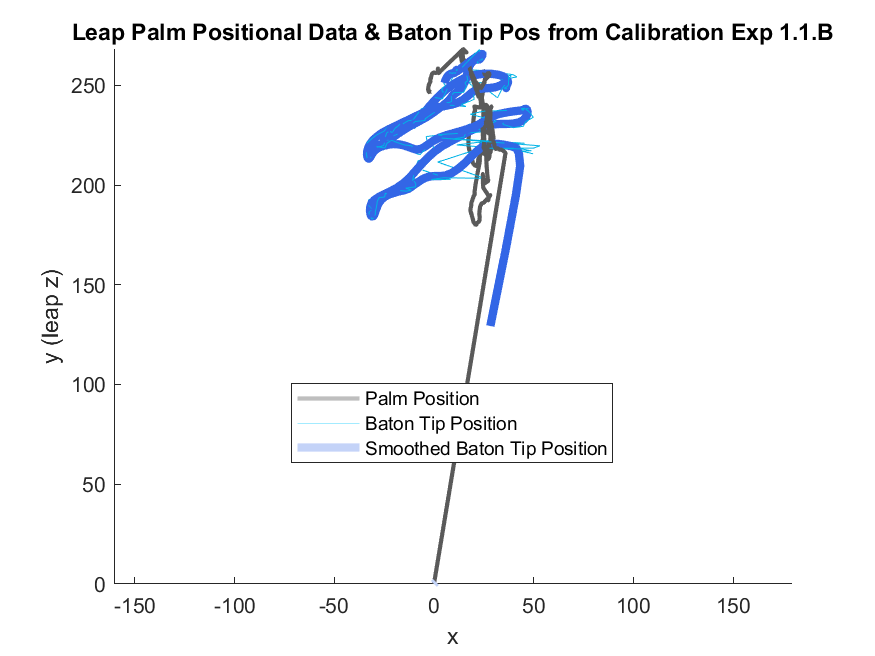 Leap Palm Positional Data & Baton Tip Pos from Calibration Exp 1.1.B
250
200
150
100
50
0
y (leap z)
Palm Position
Baton Tip Position
Smoothed Baton Tip Position
-150
-100
-50
0
50
100
150
x